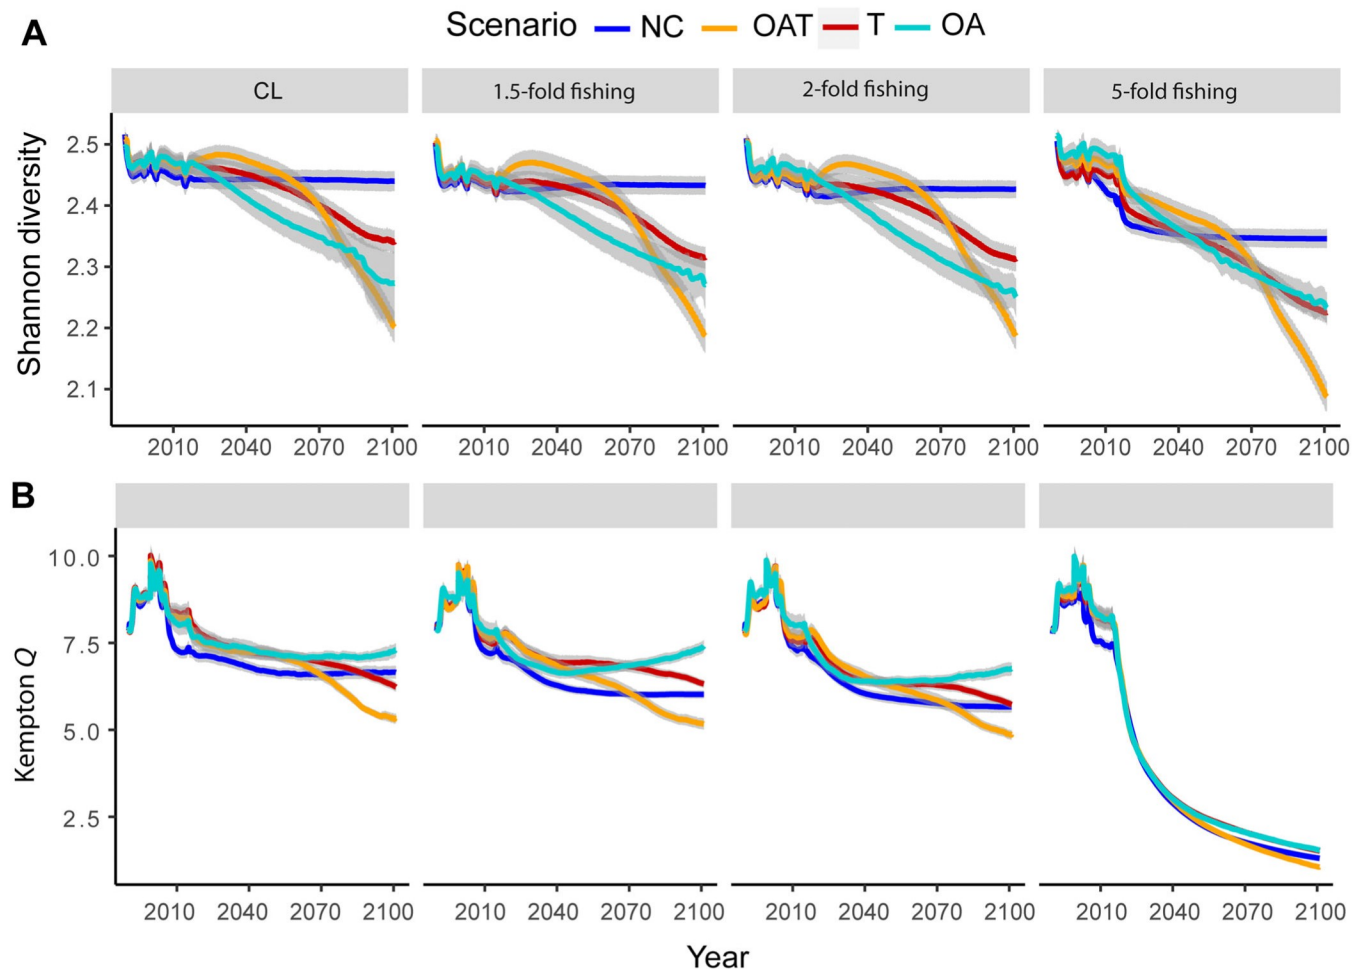 A
Scenario NC OAT T OA
CL 1.5-fold fishing 2-fold fishing 5-fold fishing
Shannon diversity
2.5
2.4
2.3
2.2
2.1
2010 2040 2070 2100 2010 2040 2070 2100 2010 2040 2070 2100 2010 2040 2070 2100
B
Kempton Q
10.0
7.5
5.0
2.5
2010 2040 2070 2100 2010 2040 2070 2100 2010 2040 2070 2100 2010 2040 2070 2100
Year